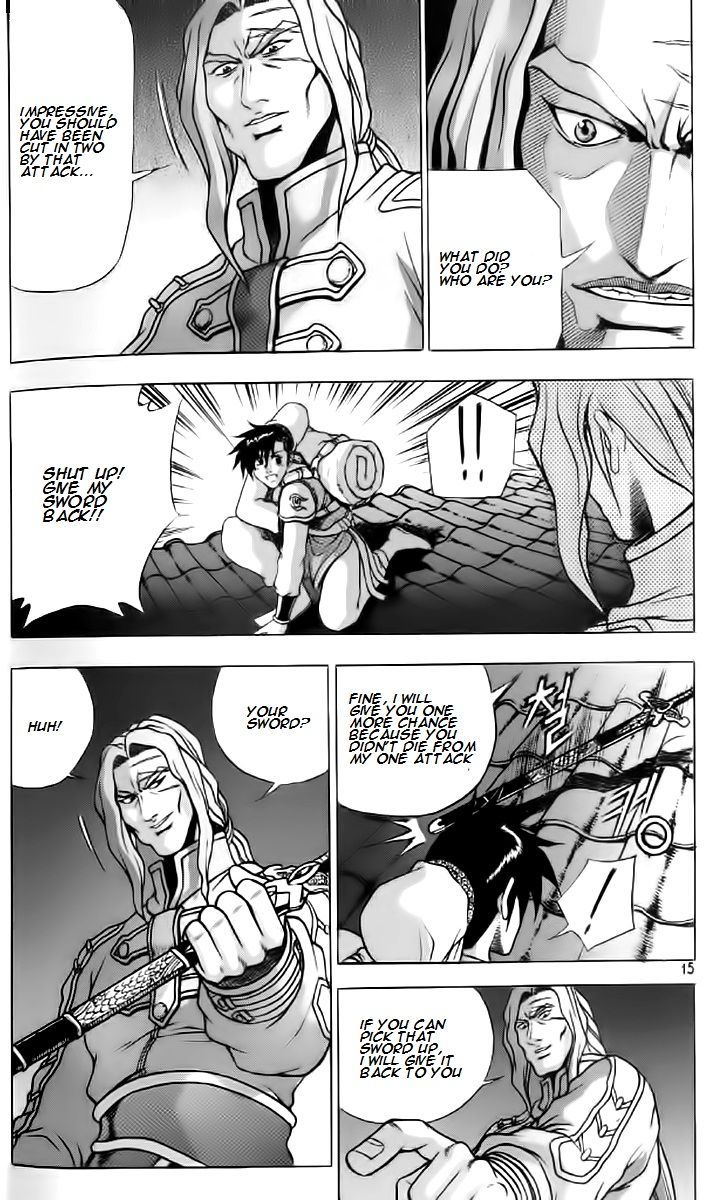 IMPRESSIVE,
YOU SHOULD
HAVE BEEN
CUT IN TWO
BY THAT
ATTACK...
WHAT DID
YOU DO?
WHO ARE YOU?
SHUT UP!
GIVE MY
SWORD
BACK!!
!!
HUH!
YOUR
SWORD?
FINE, I WILL
GIVE YOU ONE
MORE CHANCE
BECAUSE YOU
DIDN'T DIE FROM
MY ONE ATTACK
철
!
15
IF YOU CAN
PICK THAT
SWORD UP,
I WILL GIVE IT
BACK TO YOU